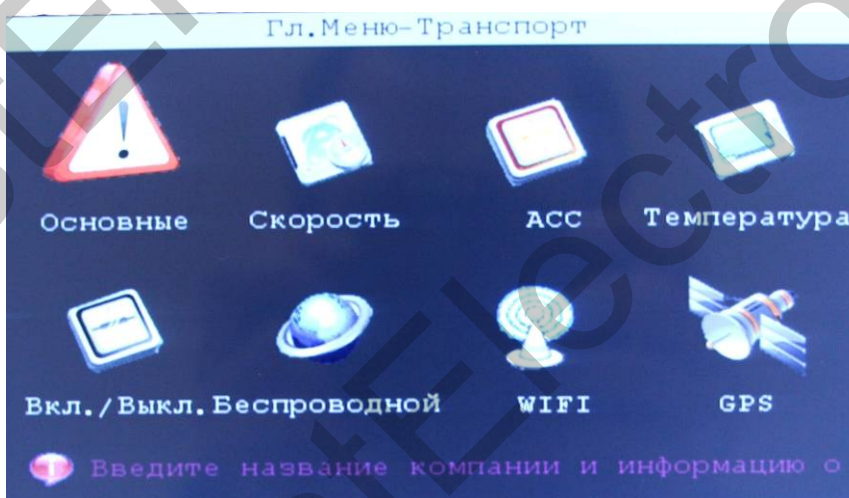 Гл.Меню-Транспорт
Основные Скорость ACC Температура
Вкл./Выкл. Беспроводной WIFI GPS
Введите название компании и информацию о